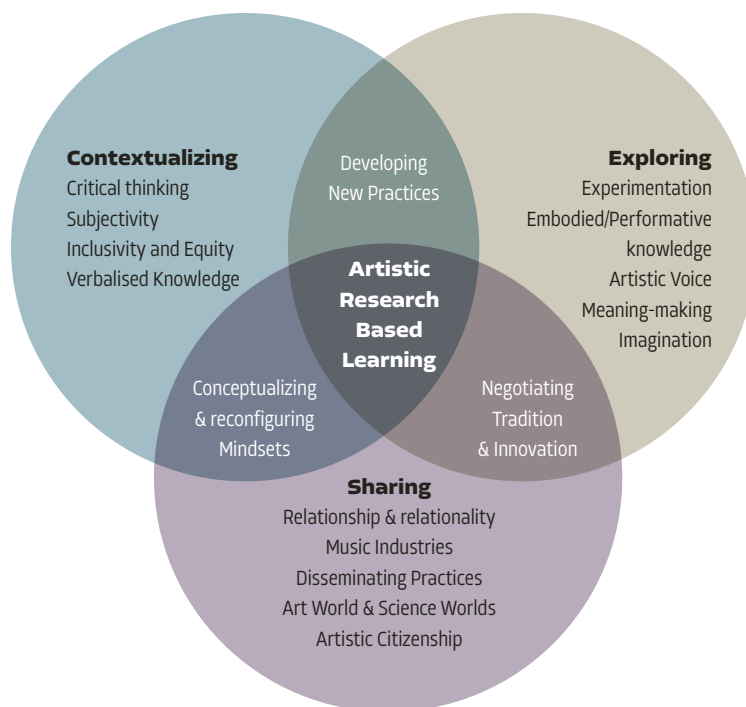 Contextualizing
Critical thinking
Subjectivity
Inclusivity and Equity
Verbalised Knowledge
Developing
New Practices
Exploring
Experimentation
Embodied/Performative
knowledge
Artistic Voice
Meaning-making
Imagination
Artistic
Research
Based
Learning
Conceptualizing
& reconfiguring
Mindsets
Negotiating
Tradition
& Innovation
Sharing
Relationship & relationality
Music Industries
Disseminating Practices
Art World & Science Worlds
Artistic Citizenship